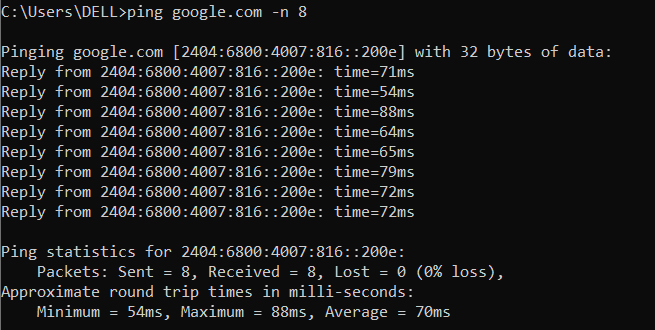 C:\Users\DELL>ping google.com -n 8
Pinging google.com [2404:6800:4007:816::200e] with 32 bytes of data:
Reply from 2404:6800:4007:816::200e: time=71ms
Reply from 2404:6800:4007:816::200e: time=54ms
Reply from 2404:6800:4007:816::200e: time=88ms
Reply from 2404:6800:4007:816::200e: time=64ms
Reply from 2404:6800:4007:816::200e: time=65ms
Reply from 2404:6800:4007:816::200e: time=79ms
Reply from 2404:6800:4007:816::200e: time=72ms
Reply from 2404:6800:4007:816::200e: time=72ms
Ping statistics for 2404:6800:4007:816::200e:
    Packets: Sent = 8, Received = 8, Lost = 0 (0% loss),
Approximate round trip times in milli-seconds:
    Minimum = 54ms, Maximum = 88ms, Average = 70ms